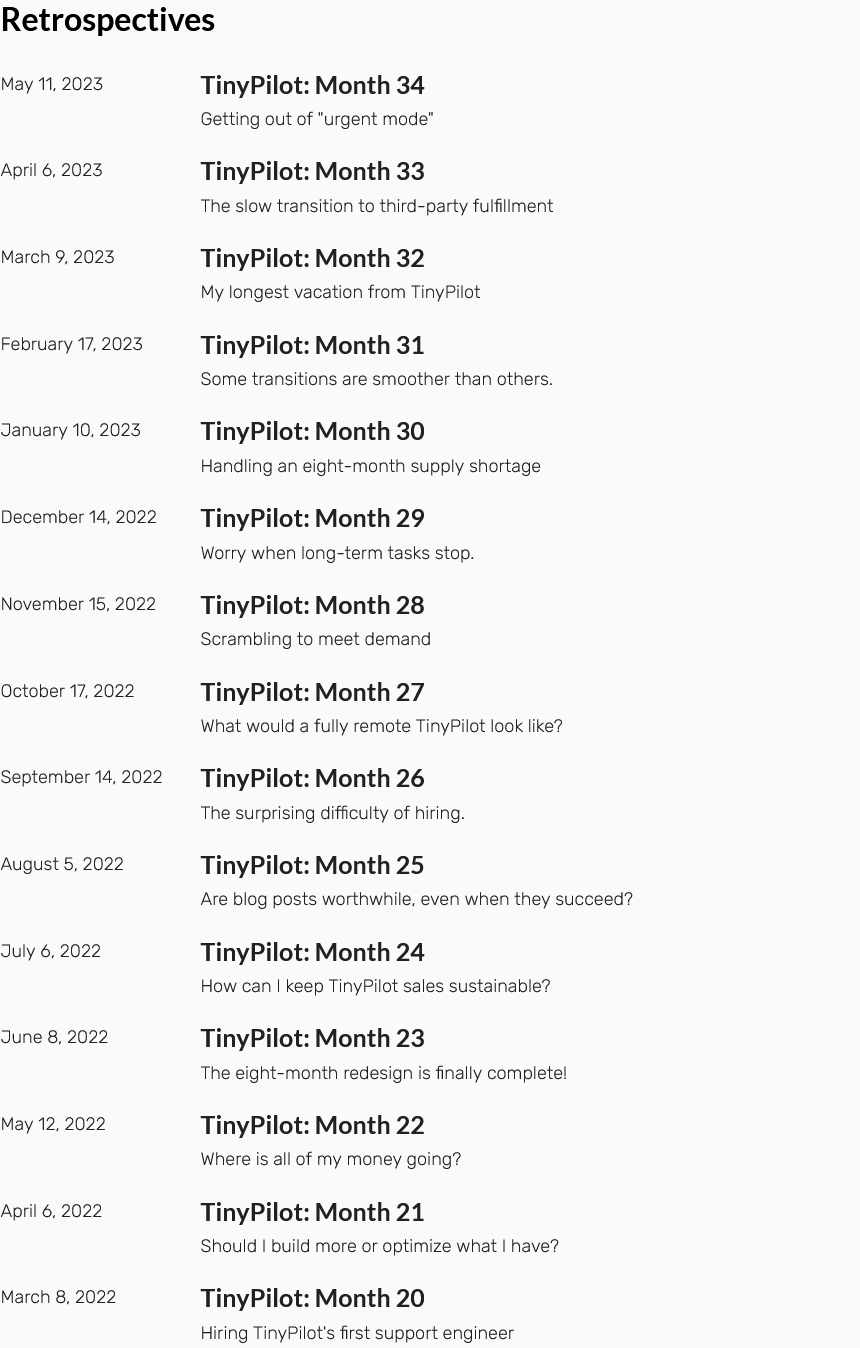 Retrospectives
May 11, 2023
TinyPilot: Month 34
Getting out of "urgent mode"
April 6, 2023
TinyPilot: Month 33
The slow transition to third-party fulfillment
March 9, 2023
TinyPilot: Month 32
My longest vacation from TinyPilot
February 17, 2023
TinyPilot: Month 31
Some transitions are smoother than others.
January 10, 2023
TinyPilot: Month 30
Handling an eight-month supply shortage
December 14, 2022
TinyPilot: Month 29
Worry when long-term tasks stop.
November 15, 2022
TinyPilot: Month 28
Scrambling to meet demand
October 17, 2022
TinyPilot: Month 27
What would a fully remote TinyPilot look like?
September 14, 2022
TinyPilot: Month 26
The surprising difficulty of hiring.
August 5, 2022
TinyPilot: Month 25
Are blog posts worthwhile, even when they succeed?
July 6, 2022
TinyPilot: Month 24
How can I keep TinyPilot sales sustainable?
June 8, 2022
TinyPilot: Month 23
The eight-month redesign is finally complete!
May 12, 2022
TinyPilot: Month 22
Where is all of my money going?
April 6, 2022
TinyPilot: Month 21
Should I build more or optimize what I have?
March 8, 2022
TinyPilot: Month 20
Hiring TinyPilot's first support engineer